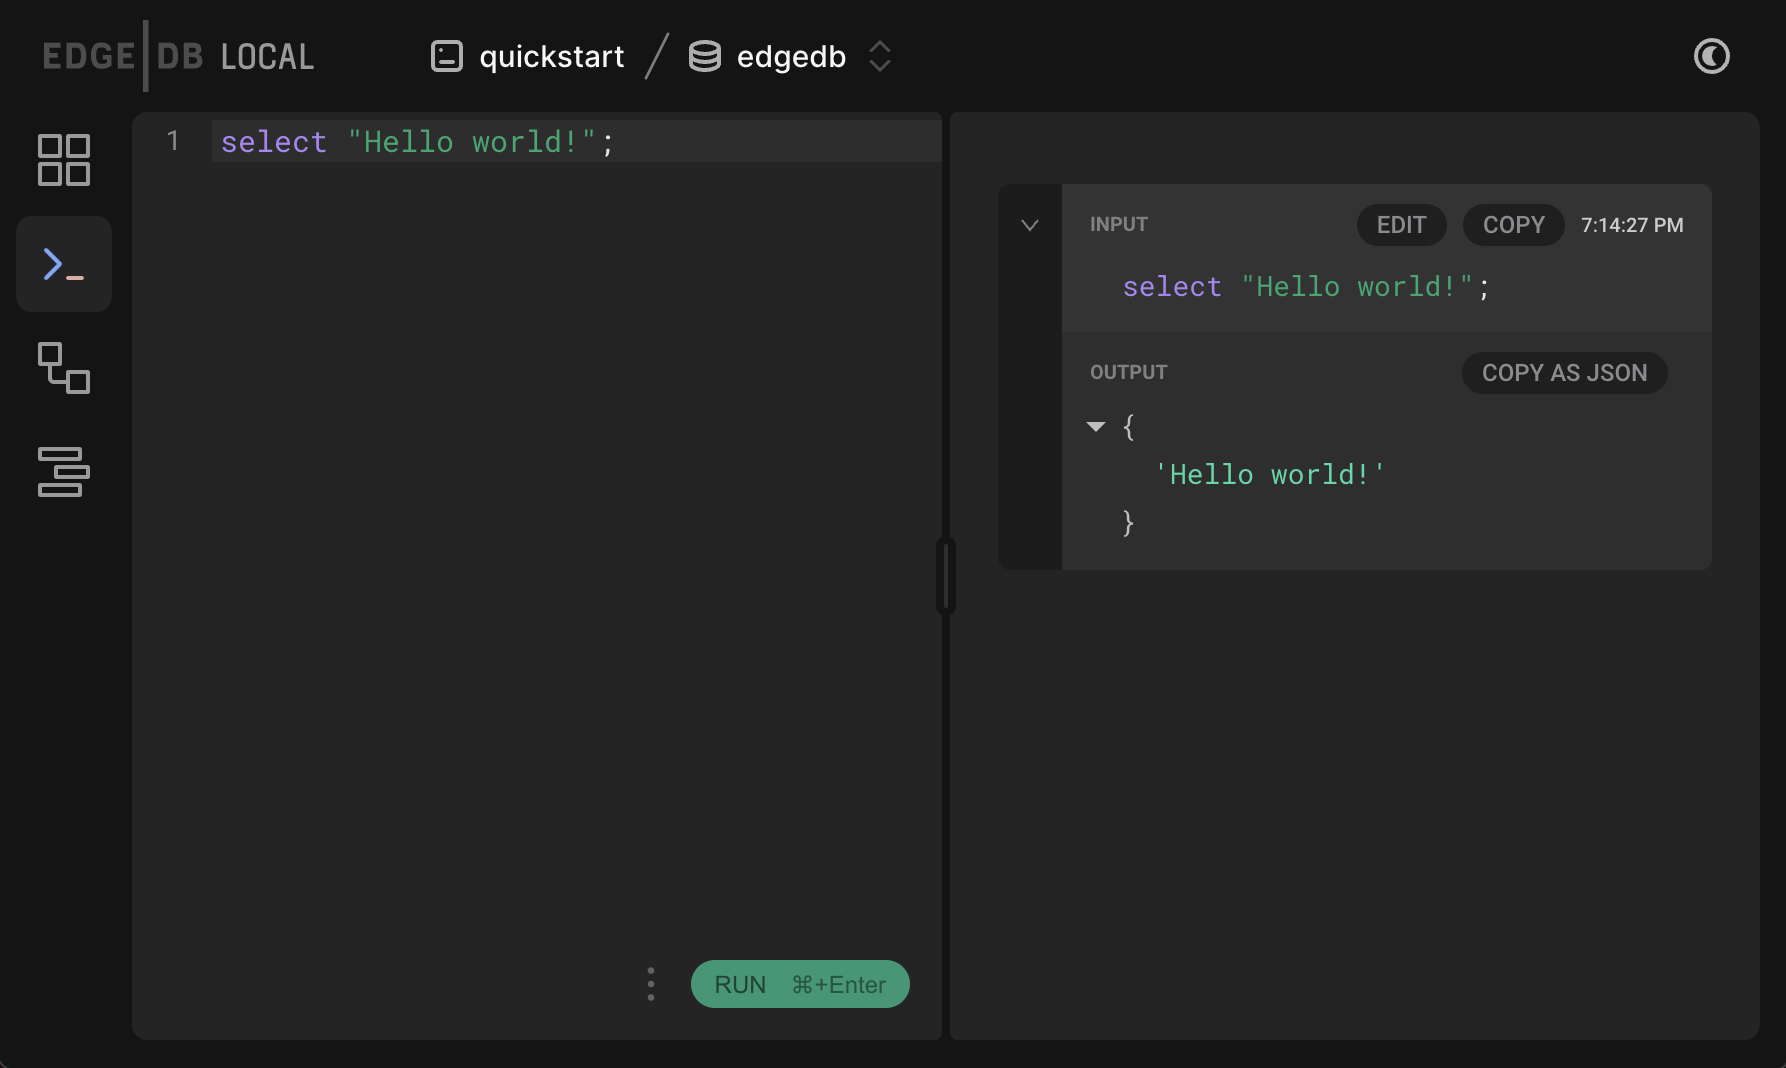 EDGE DB LOCAL
quickstart / edgedb
1 select "Hello world!";
RUN ⌘+Enter
INPUT EDIT COPY 7:14:27 PM
select "Hello world!";
OUTPUT COPY AS JSON
{
'Hello world!'
}